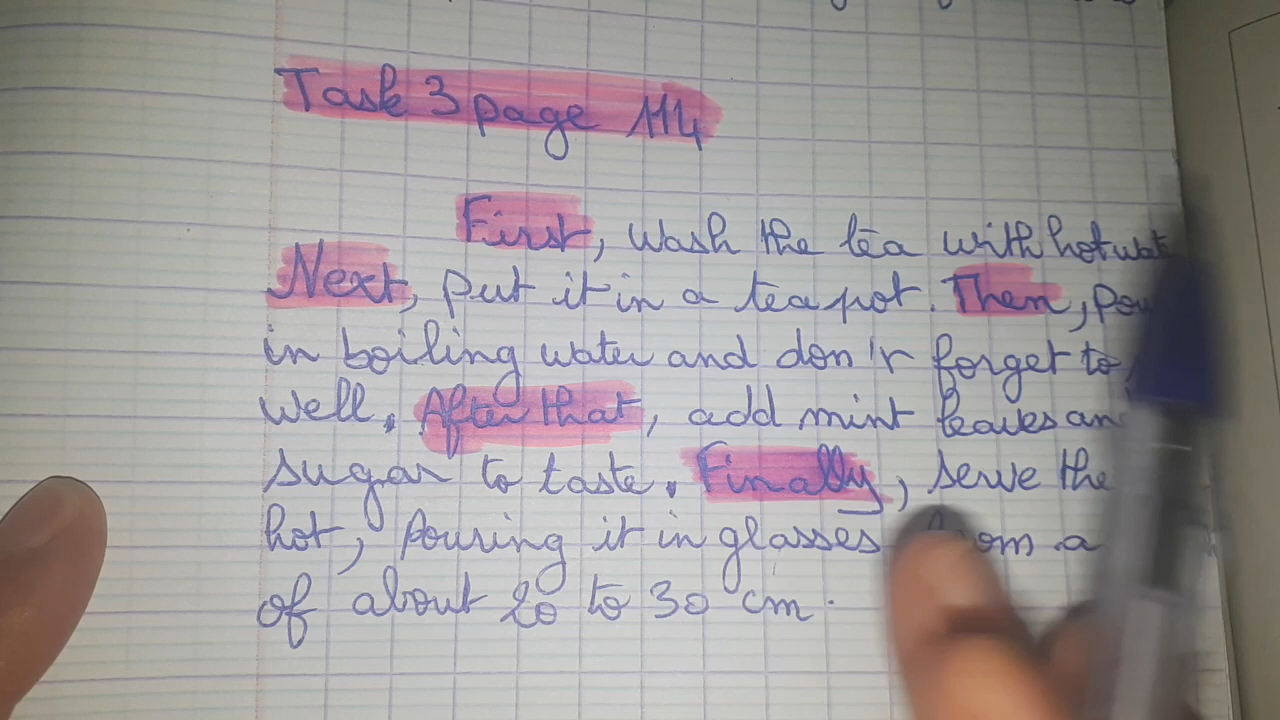 Task 3 page 114
First, wash the tea with hot
Next, put it in a tea pot. Then,
in boiling water and don't forget to
well. After that, add mint leaves
sugar to taste. Finally, serve the
hot, pouring it in glasses from a
of about 20 to 30 cm.